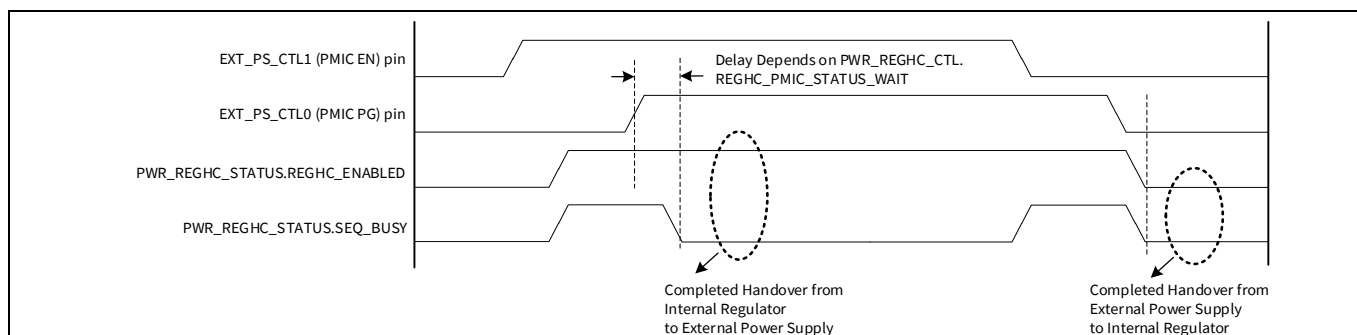 EXT_PS_CTL1 (PMIC EN) pin
Delay Depends on PWR_REGHC_CTL.
REGHC_PMIC_STATUS_WAIT
EXT_PS_CTL0 (PMIC PG) pin
PWR_REGHC_STATUS.REGHC_ENABLED
PWR_REGHC_STATUS.SEQ_BUSY
Completed Handover from
Internal Regulator
to External Power Supply
Completed Handover from
External Power Supply
to Internal Regulator